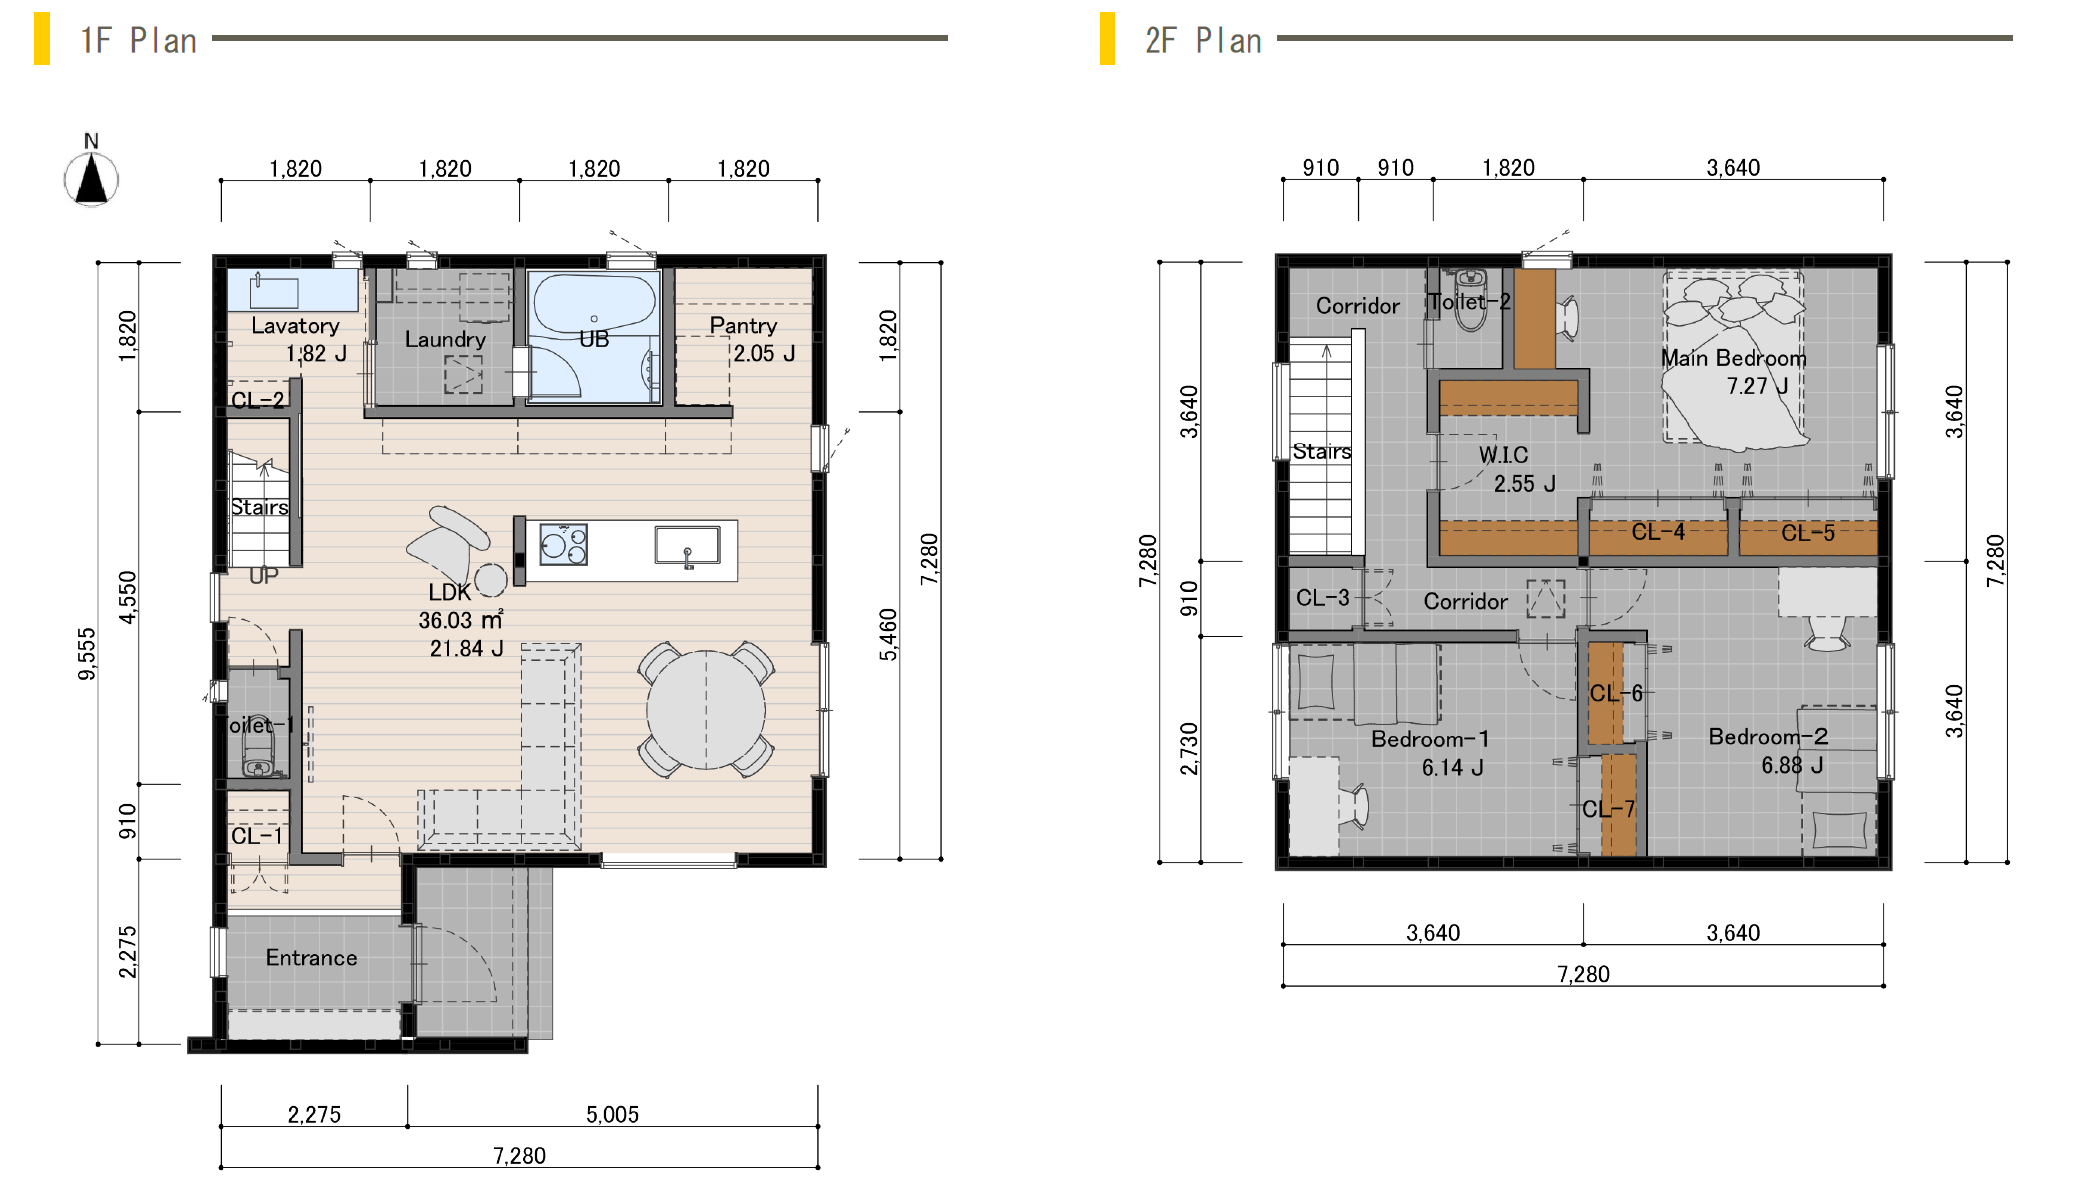 1F Plan
N
1,820
1,820
1,820
1,820
9,555
1,820
4,550
910
2,275
1,820
5,460
7,280
Lavatory
1,82 J
Laundry
UB
Pantry
2.05 J
CL-2
Stairs
UP
LDK
36.03 ㎡
21.84 J
Toilet-1
CL-1
Entrance
2,275
5,005
7,280
2F Plan
910
910
1,820
3,640
7,280
3,640
910
2,730
3,640
3,640
7,280
Corridor
Toilet-2
Main Bedroom
7.27 J
Stairs
W.I.C
2.55 J
CL-4
CL-5
CL-3
Corridor
CL-6
Bedroom-1
6.14 J
Bedroom-2
6.88 J
CL-7
3,640
3,640
7,280